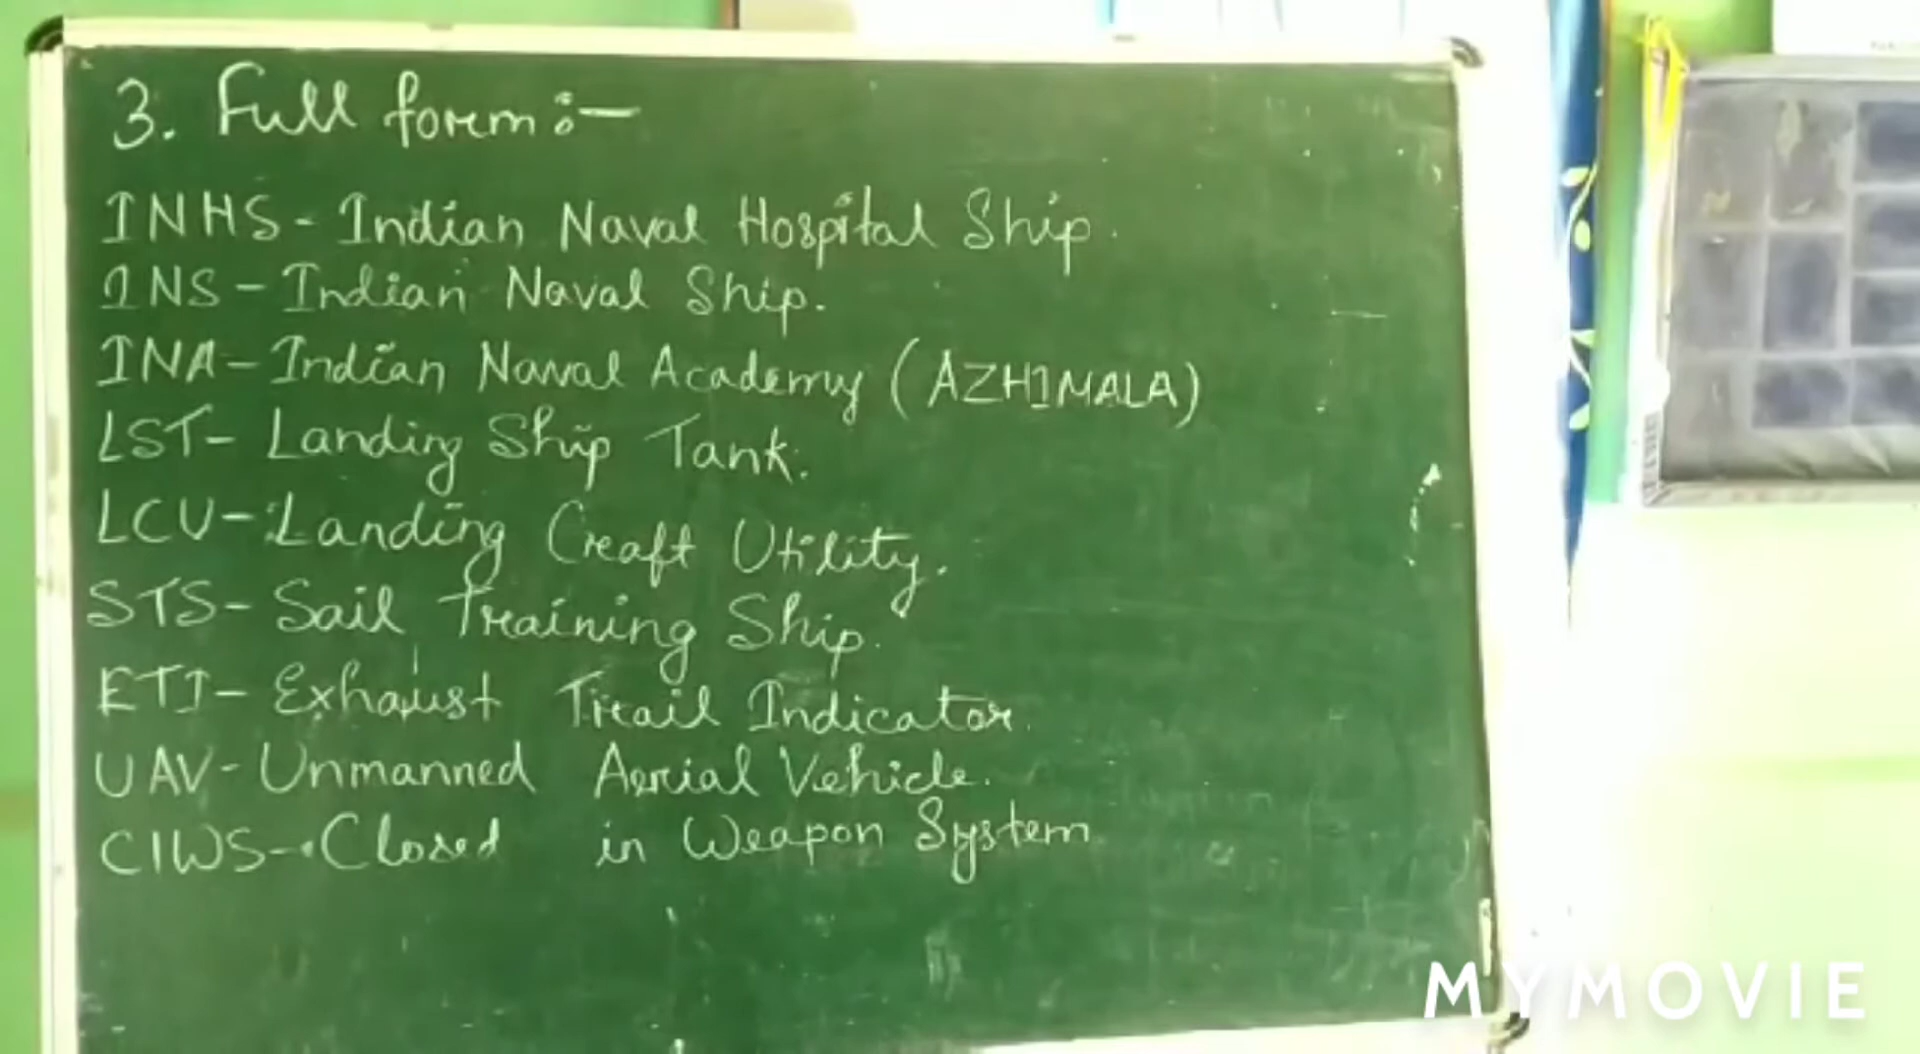 3. Full form :-
INHS - Indian Naval Hospital Ship.
INS - Indian Naval Ship.
INA - Indian Naval Academy (AZHIMALA)
LST - Landing Ship Tank.
LCU - Landing Craft Utility.
STS - Sail Training Ship.
ETI - Exhaust Trail Indicator.
UAV - Unmanned Aerial Vehicle.
CIWS - Closed in Weapon System
MYMOVIE